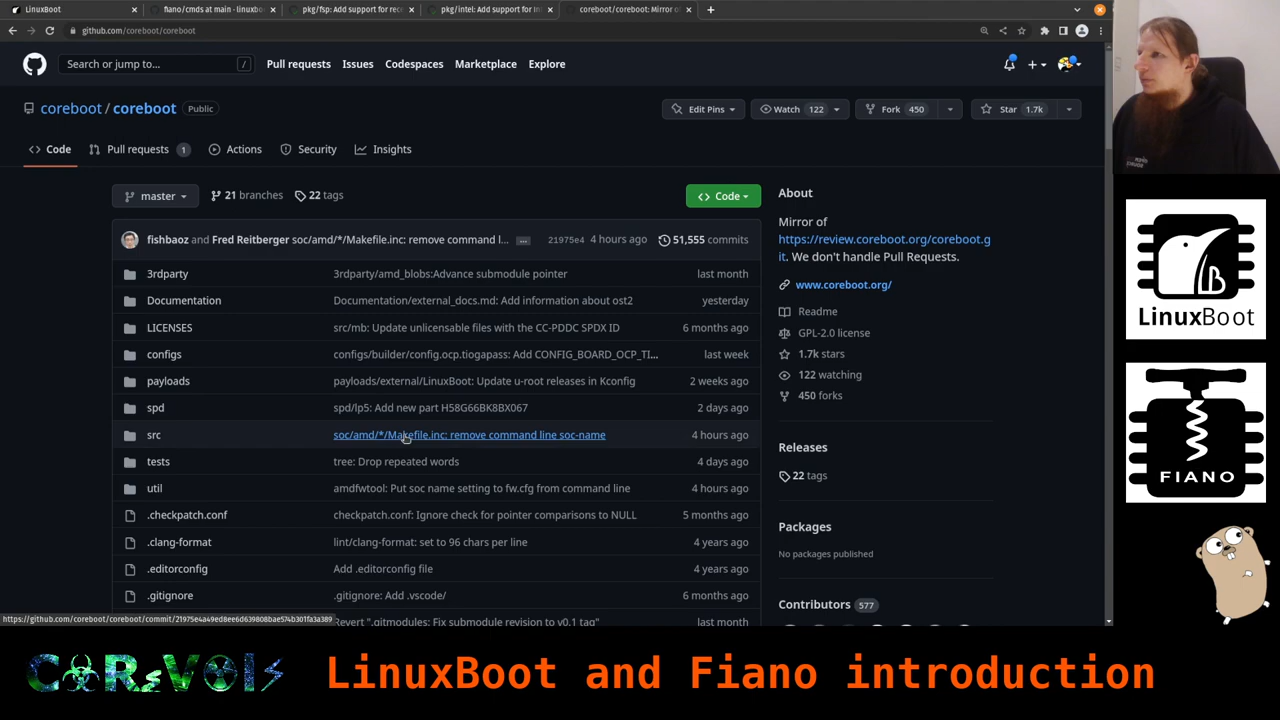 LinuxBoot
fiano/cmds at main · linuxbo
pkg/fsp: Add support for rec
pkg/intel: Add support for In
coreboot/coreboot: Mirror o
github.com/coreboot/coreboot
Search or jump to...
/
Pull requests
Issues
Codespaces
Marketplace
Explore
coreboot / coreboot
Public
Edit Pins
Watch 122
Fork 450
Star 1.7k
Code
Pull requests 1
Actions
Security
Insights
master
21 branches
22 tags
Code
fishbaoz and Fred Reitberger soc/amd/*/Makefile.inc: remove command l... ... 21975e4 4 hours ago 51,555 commits
3rdparty 3rdparty/amd_blobs:Advance submodule pointer last month
Documentation Documentation/external_docs.md: Add information about ost2 yesterday
LICENSES src/mb: Update unlicensable files with the CC-PDDC SPDX ID 6 months ago
configs configs/builder/config.ocp.tiogapass: Add CONFIG_BOARD_OCP_TI... last week
payloads payloads/external/LinuxBoot: Update u-root releases in Kconfig 2 weeks ago
spd spd/lp5: Add new part H58G66BK8BX067 2 days ago
src soc/amd/*/Makefile.inc: remove command line soc-name 4 hours ago
tests tree: Drop repeated words 4 days ago
util amdfwtool: Put soc name setting to fw.cfg from command line 4 hours ago
.checkpatch.conf checkpatch.conf: Ignore check for pointer comparisons to NULL 5 months ago
.clang-format lint/clang-format: set to 96 chars per line 4 years ago
.editorconfig Add .editorconfig file 4 years ago
.gitignore .gitignore: Add .vscode/ 6 months ago
Revert ".gitmodules: Fix submodule revision to v0.1 tag" last month
About
Mirror of
https://review.coreboot.org/coreboot.g
it. We don't handle Pull Requests.
www.coreboot.org/
Readme
GPL-2.0 license
1.7k stars
122 watching
450 forks
Releases
22 tags
Packages
No packages published
Contributors 577
https://github.com/coreboot/coreboot/commit/21975e4a49ed8ee6d639808bae574b301fa3a389
LB
LinuxBoot
FIANO
LinuxBoot and Fiano introduction